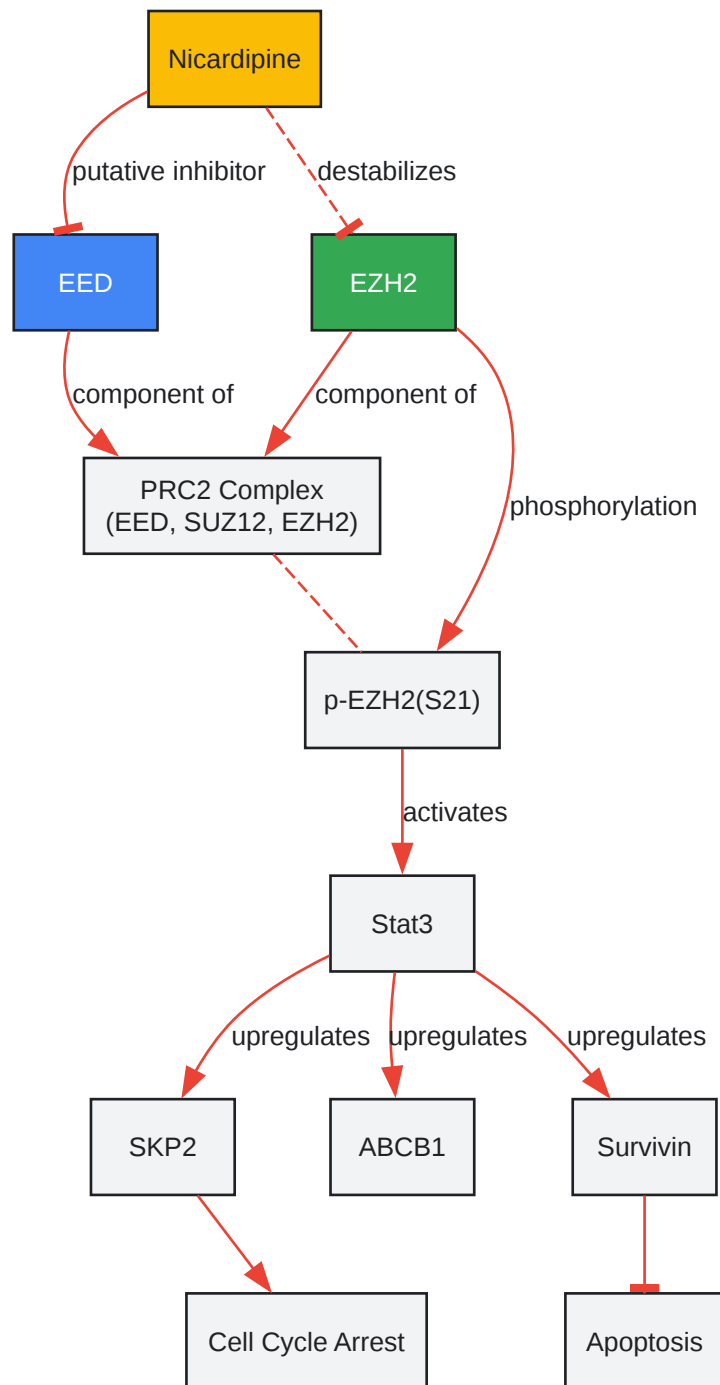 Nicardipine
putative inhibitor
destabilizes
EED
EZH2
component of
component of
PRC2 Complex
(EED, SUZ12, EZH2)
phosphorylation
p-EZH2(S21)
activates
Stat3
upregulates
upregulates
upregulates
SKP2
ABCB1
Survivin
Cell Cycle Arrest
Apoptosis